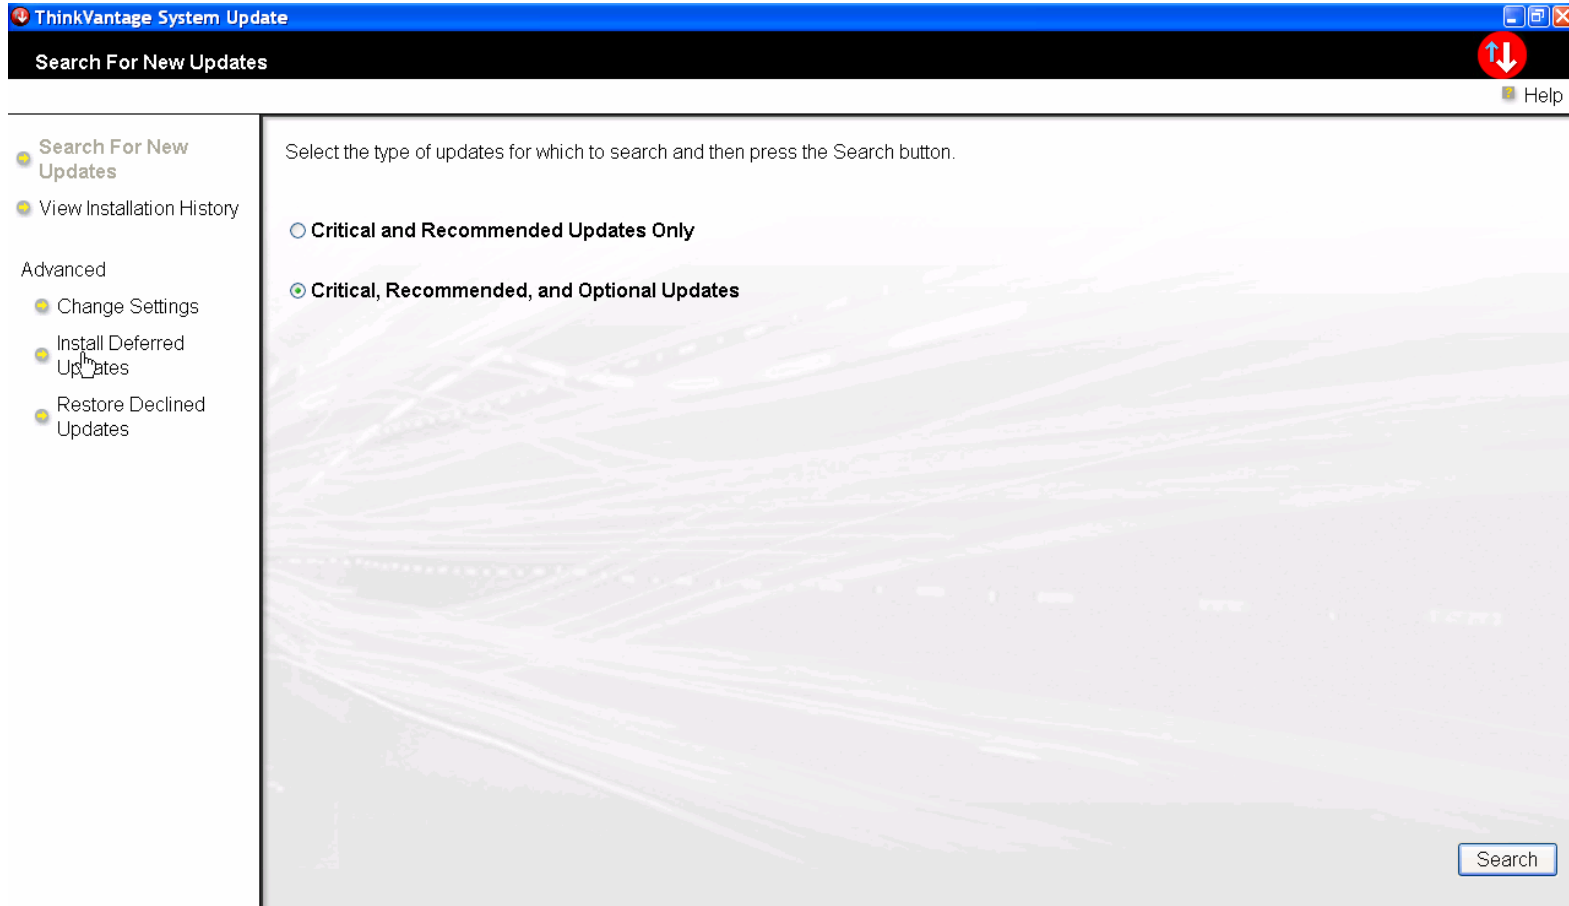 ThinkVantage System Update
Search For New Updates
Help
Search For New
Updates
View Installation History
Advanced
Change Settings
Install Deferred
Updates
Restore Declined
Updates
Select the type of updates for which to search and then press the Search button.
Critical and Recommended Updates Only
Critical, Recommended, and Optional Updates
Search